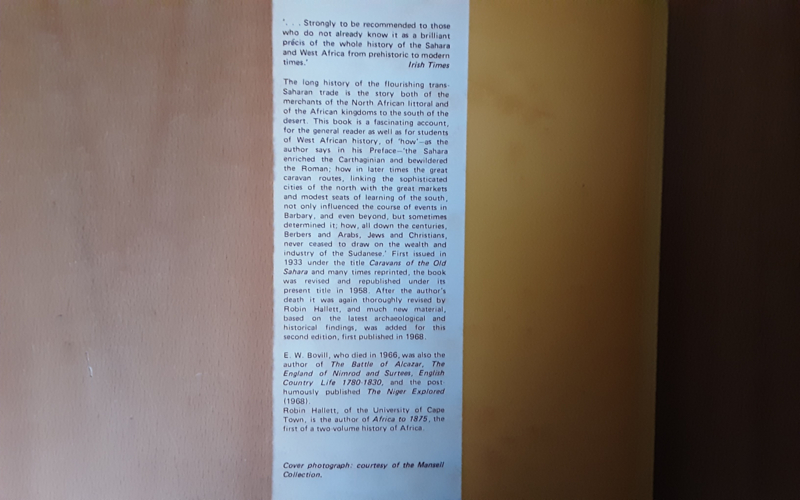 '. . . Strongly to be recommended to those
who do not already know it as a brilliant
précis of the whole history of the Sahara
and West Africa from prehistoric to modern
times.' Irish Times
The long history of the flourishing trans-
Saharan trade is the story both of the
merchants of the North African littoral and
of the African kingdoms to the south of the
desert. This book is a fascinating account,
for the general reader as well as for students
of West African history, of 'how'—as the
author says in his Preface—'the Sahara
enriched the Carthaginian and bewildered
the Roman; how in later times the great
caravan routes, linking the sophisticated
cities of the north with the great markets
and modest seats of learning of the south,
not only influenced the course of events in
Barbary, and even beyond, but sometimes
determined it; how, all down the centuries,
Berbers and Arabs, Jews and Christians,
never ceased to draw on the wealth and
industry of the Sudanese.' First issued in
1933 under the title Caravans of the Old
Sahara and many times reprinted, the book
was revised and republished under its
present title in 1958. After the author's
death it was again thoroughly revised by
Robin Hallett, and much new material,
based on the latest archaeological and
historical findings, was added for this
second edition, first published in 1968.
E. W. Bovill, who died in 1966, was also the
author of The Battle of Alcazar, The
England of Nimrod and Surtees, English
Country Life 1780-1830, and the post-
humously published The Niger Explored
(1968).
Robin Hallett, of the University of Cape
Town, is the author of Africa to 1875, the
first of a two-volume history of Africa.
Cover photograph: courtesy of the Mansell
Collection.